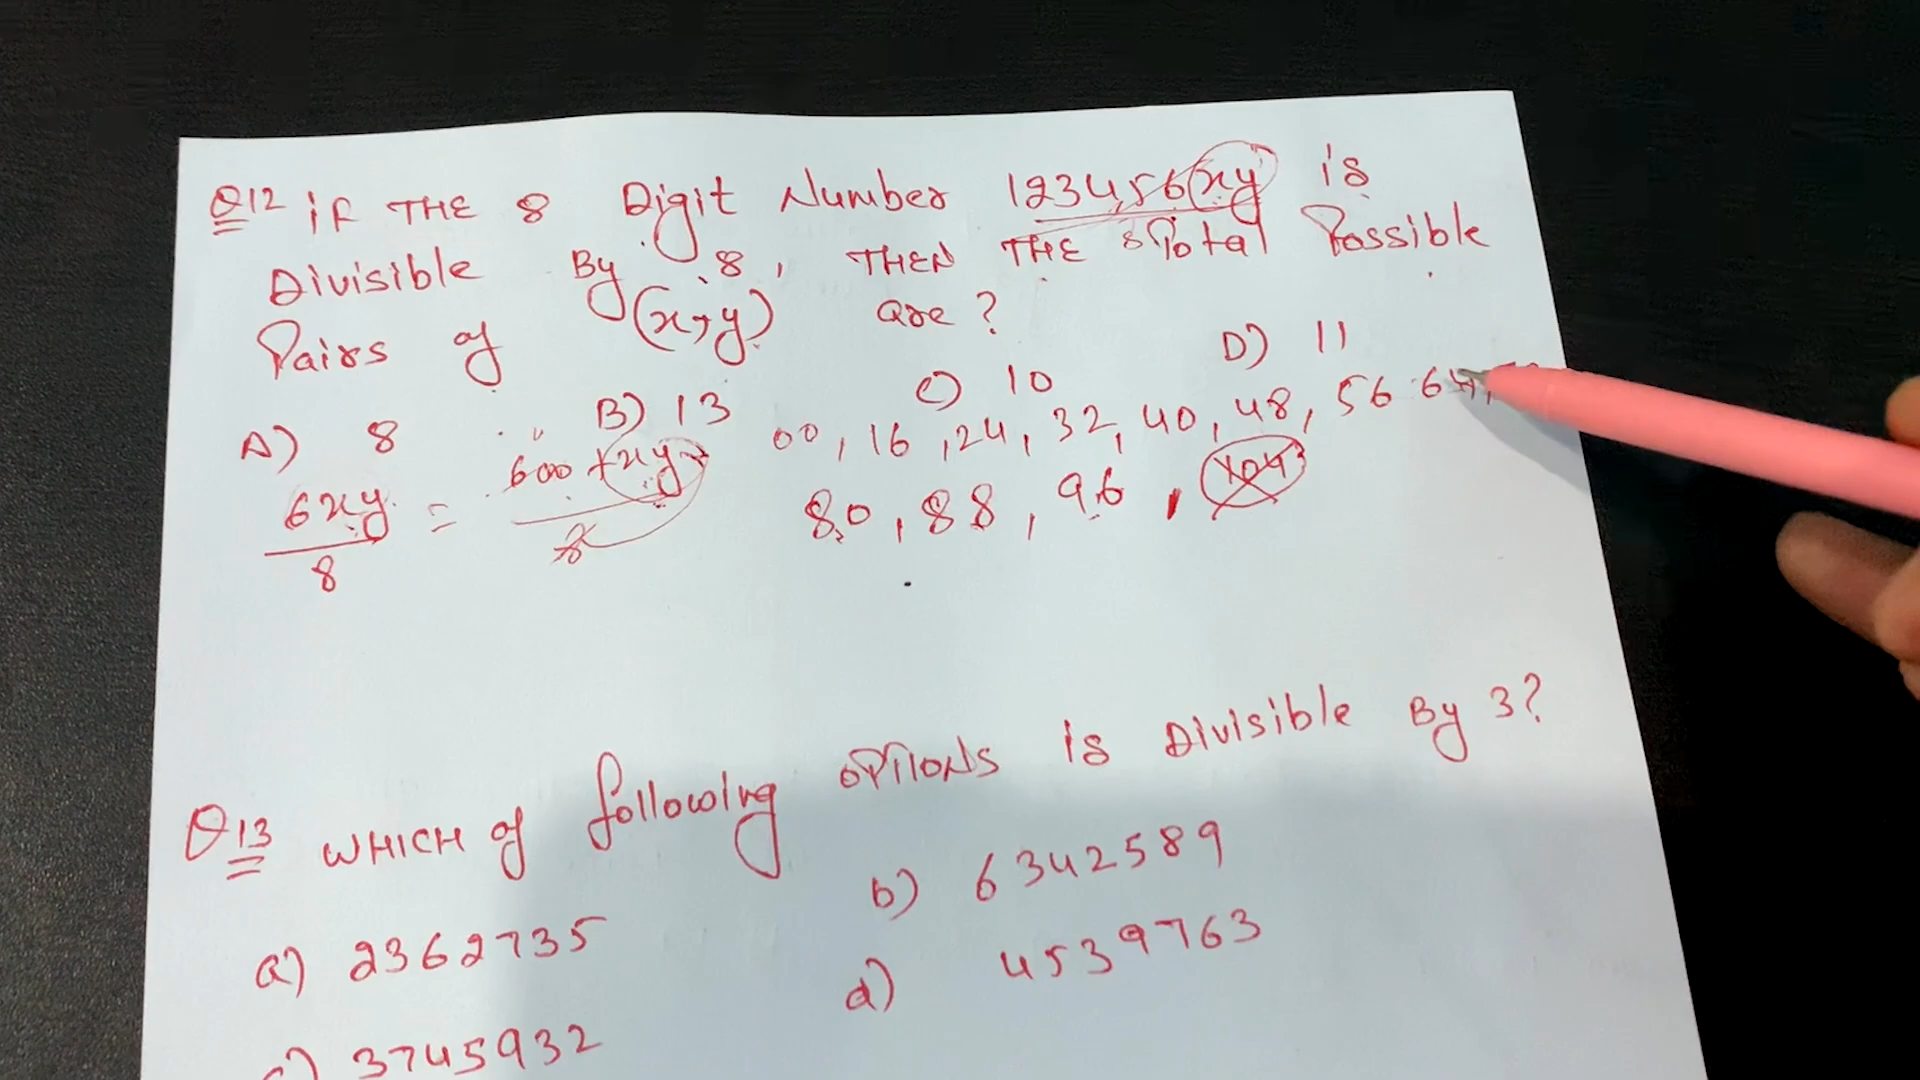 Q12 iF THE 8 Digit Number 123456xy is
Divisible By 8, THEN THE Total Possible
Pairs of (x,y) are?
A) 8 B) 13 C) 10 D) 11
6xy/8 = 600+xy/8
00, 16, 24, 32, 40, 48, 56 64,
80, 88, 96, 104
Q13 WHICH of following OPTIONS is Divisible By 3?
a) 2362735 b) 6342589
c) 3745932 d) 4539763